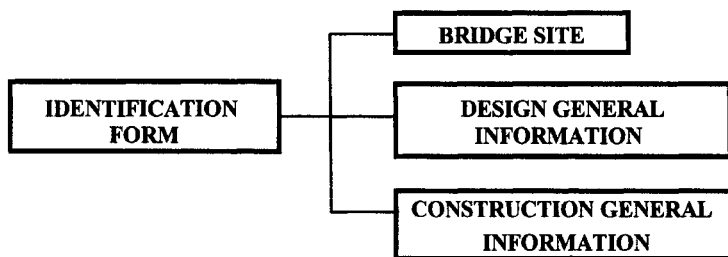 BRIDGE SITE
IDENTIFICATION
FORM
DESIGN GENERAL
INFORMATION
CONSTRUCTION GENERAL
INFORMATION